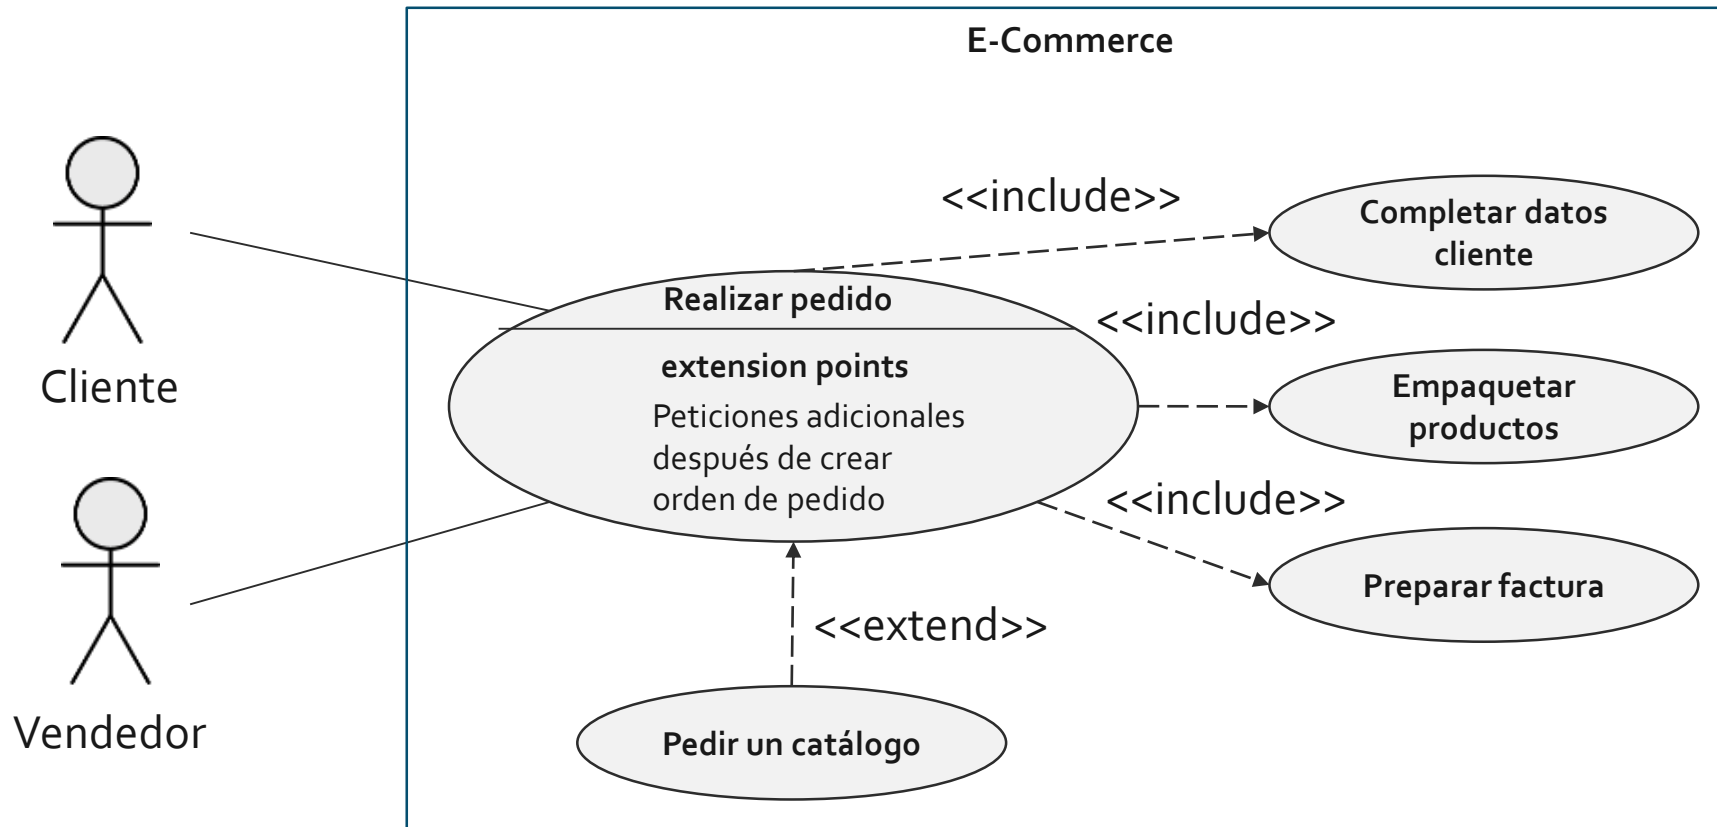 E-Commerce
<<include>>
Completar datos
cliente
Realizar pedido
<<include>>
extension points
Cliente
Empaquetar
productos
Peticiones adicionales
después de crear
orden de pedido
<<include>>
Preparar factura
<<extend>>
Vendedor
Pedir un catálogo